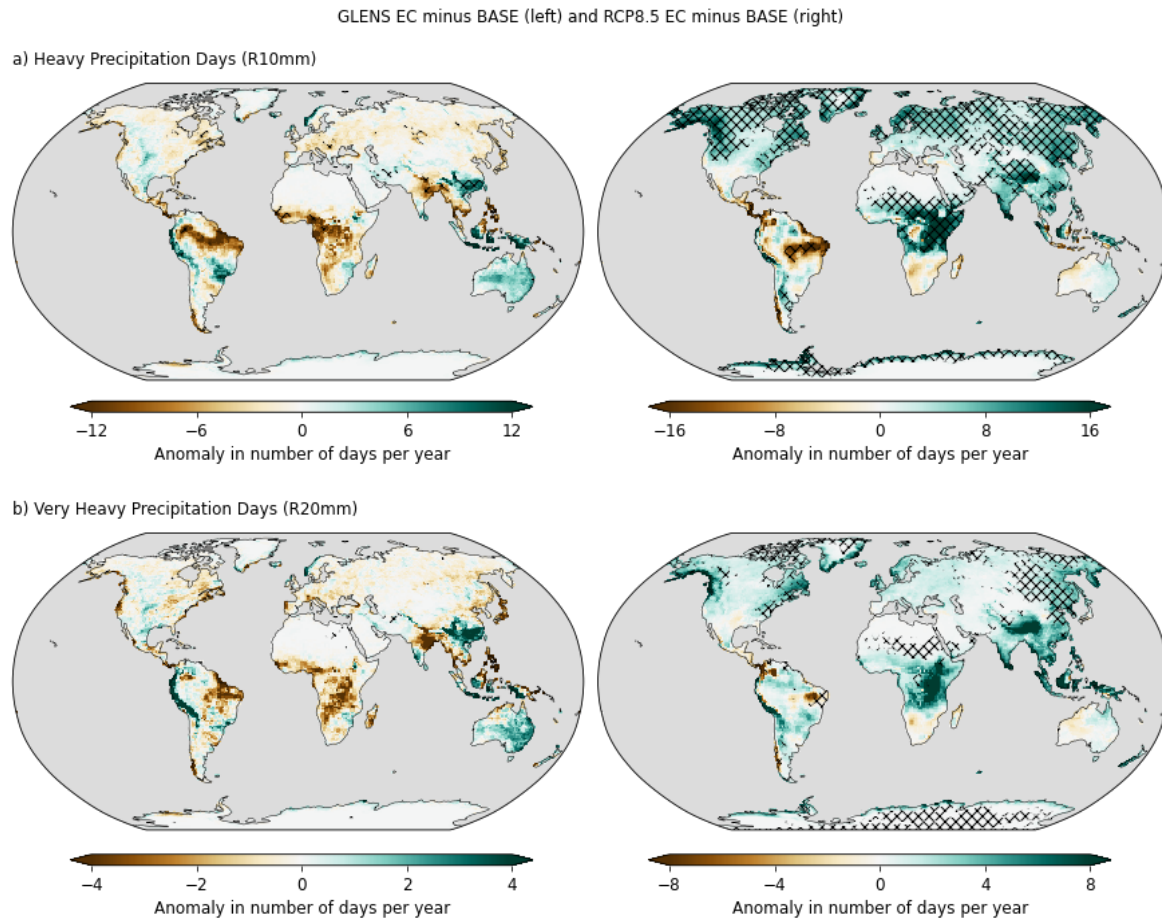 GLENS EC minus BASE (left) and RCP8.5 EC minus BASE (right)
a) Heavy Precipitation Days (R10mm)
−12 −6 0 6 12
Anomaly in number of days per year
−16 −8 0 8 16
Anomaly in number of days per year
b) Very Heavy Precipitation Days (R20mm)
−4 −2 0 2 4
Anomaly in number of days per year
−8 −4 0 4 8
Anomaly in number of days per year